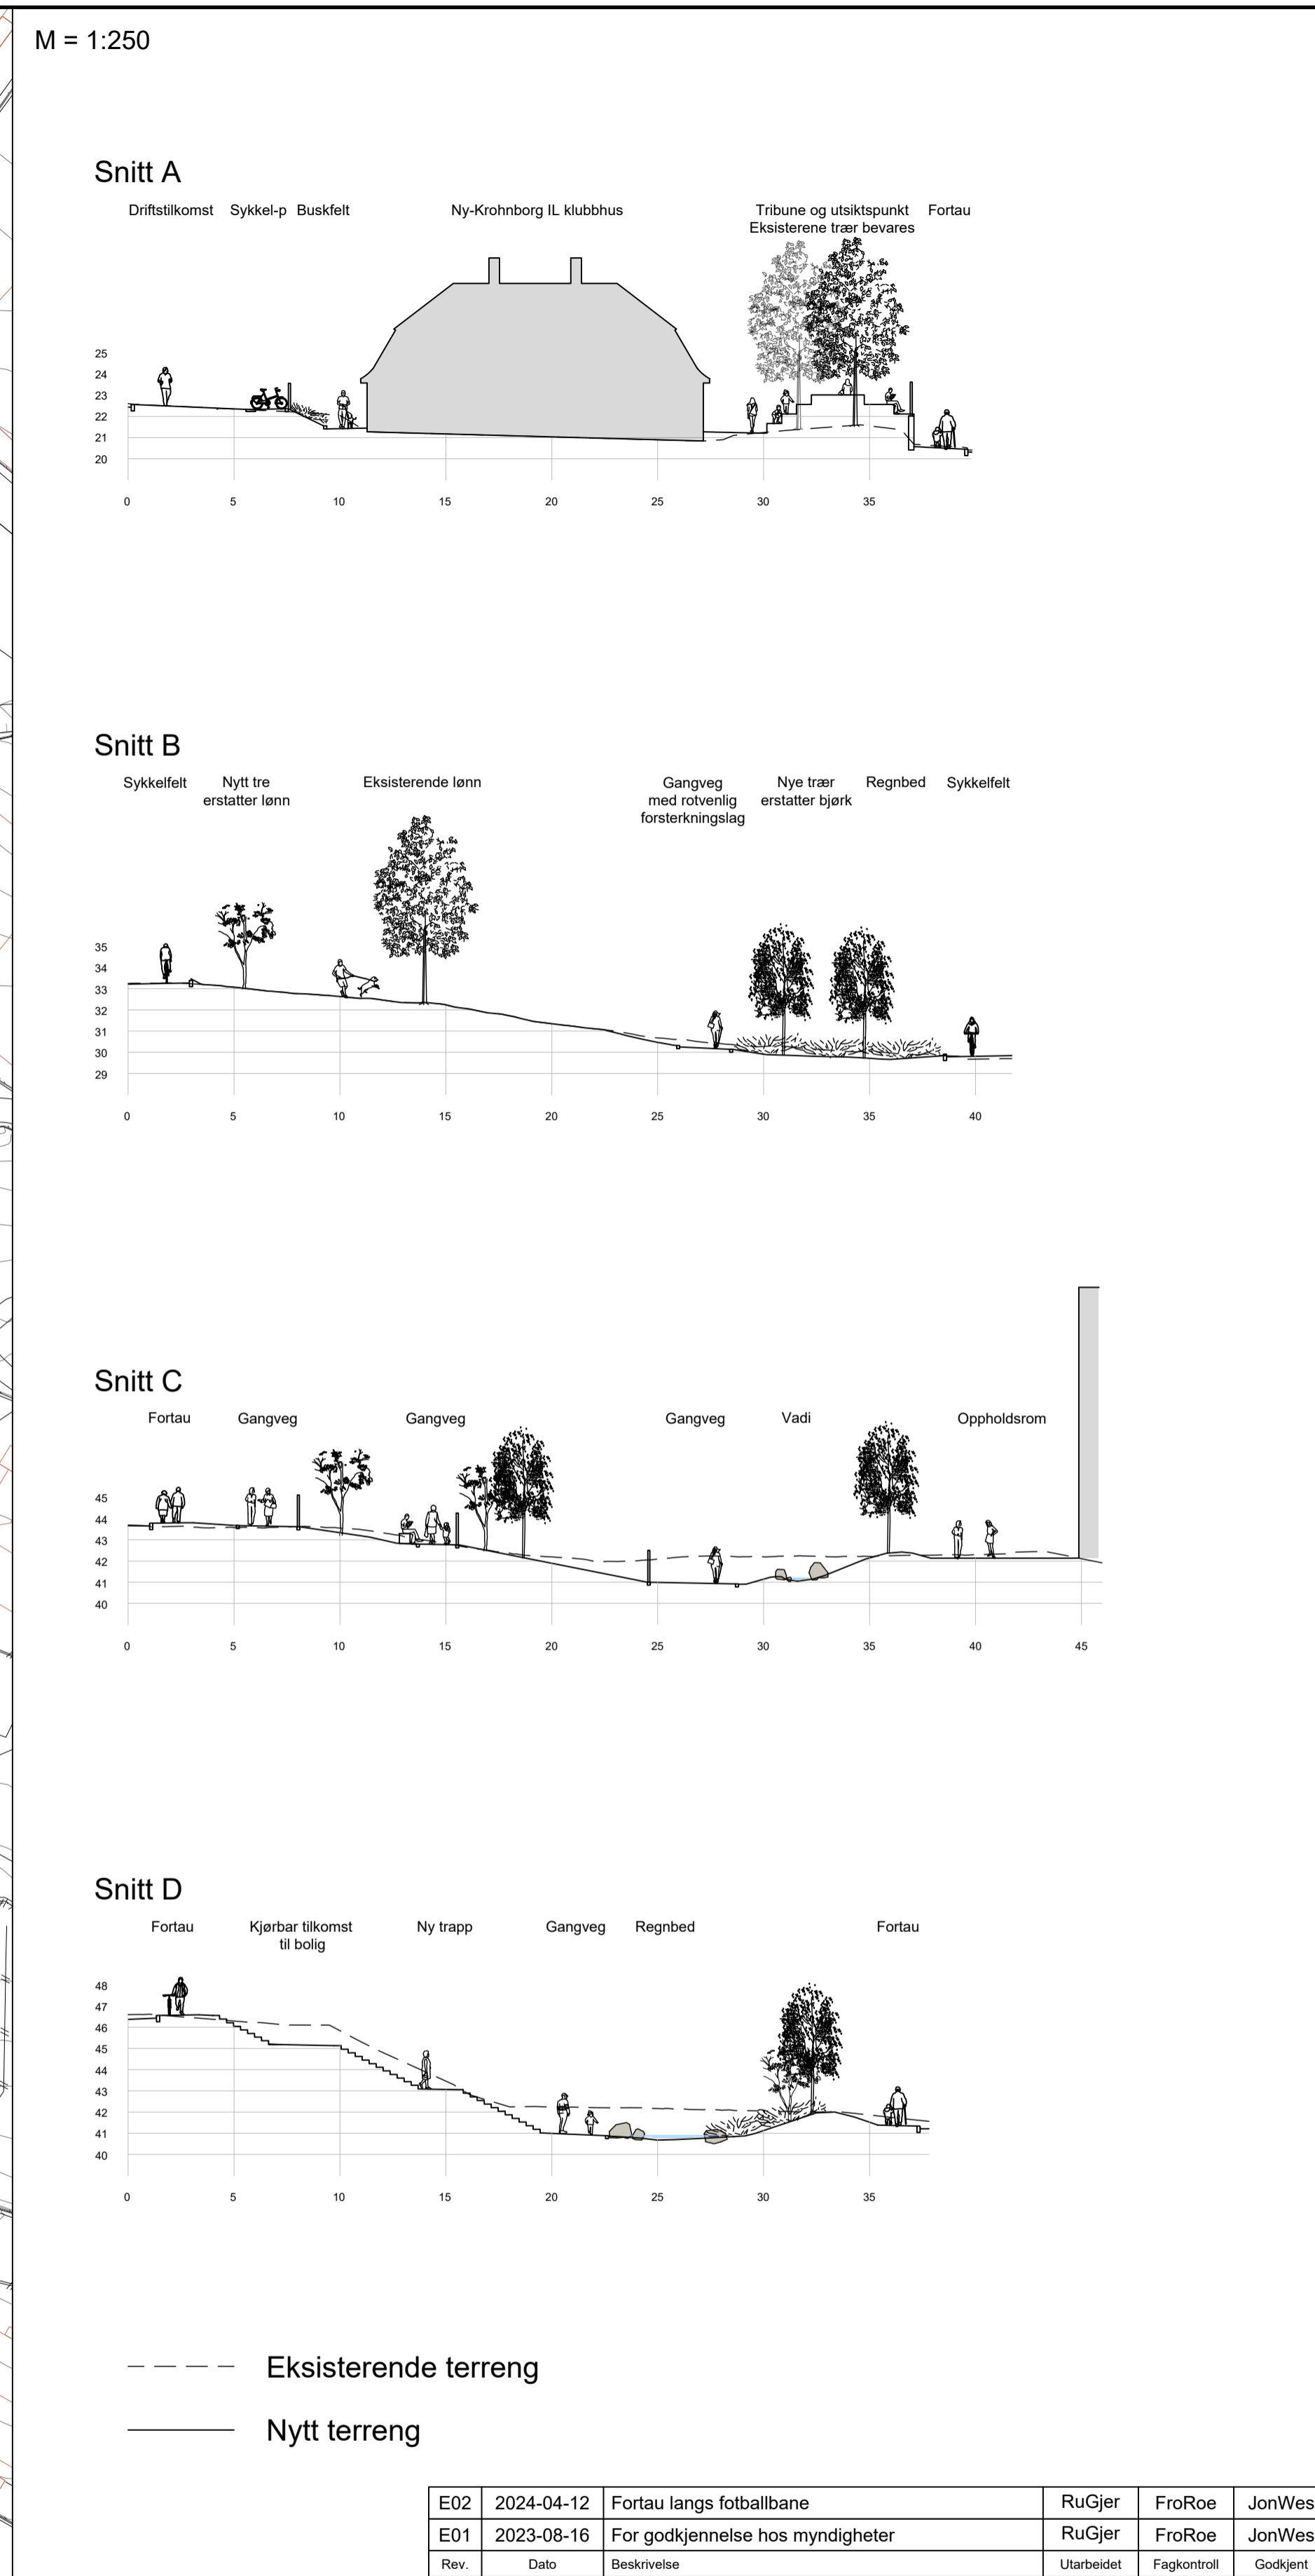 M = 1:250
Snitt A
Driftstilkomst Sykkel-p Buskfelt Ny-Krohnborg IL klubbhus Tribune og utsiktspunkt Fortau
Eksisterene trær bevares
25
24
23
22
21
20
0 5 10 15 20 25 30 35
Snitt B
Sykkelfelt Nytt tre Eksisterende lønn Gangveg Nye trær Regnbed Sykkelfelt
erstatter lønn med rotvenlig erstatter bjørk
forsterkningslag
35
34
33
32
31
30
29
0 5 10 15 20 25 30 35 40
Snitt C
Fortau Gangveg Gangveg Gangveg Vadi Oppholdsrom
45
44
43
42
41
40
0 5 10 15 20 25 30 35 40 45
Snitt D
Fortau Kjørbar tilkomst Ny trapp Gangveg Regnbed Fortau
til bolig
48
47
46
45
44
43
42
41
40
0 5 10 15 20 25 30 35
Eksisterende terreng
Nytt terreng
E02 2024-04-12 Fortau langs fotballbane RuGjer FroRoe JonWes
E01 2023-08-16 For godkjennelse hos myndigheter RuGjer FroRoe JonWes
Rev. Dato Beskrivelse Utarbeidet Fagkontroll Godkjent